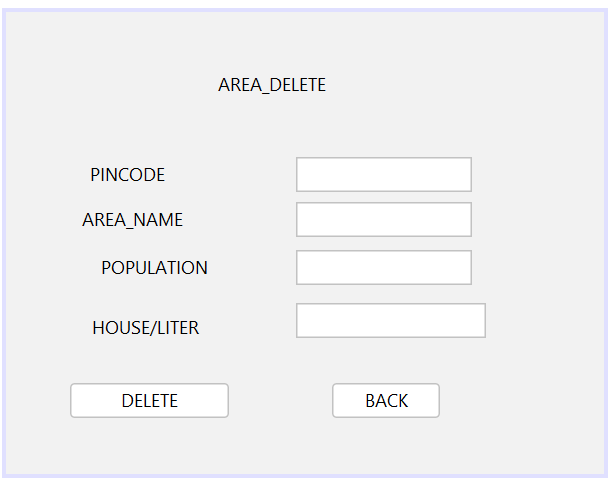 AREA_DELETE
PINCODE
AREA_NAME
POPULATION
HOUSE/LITER
DELETE BACK